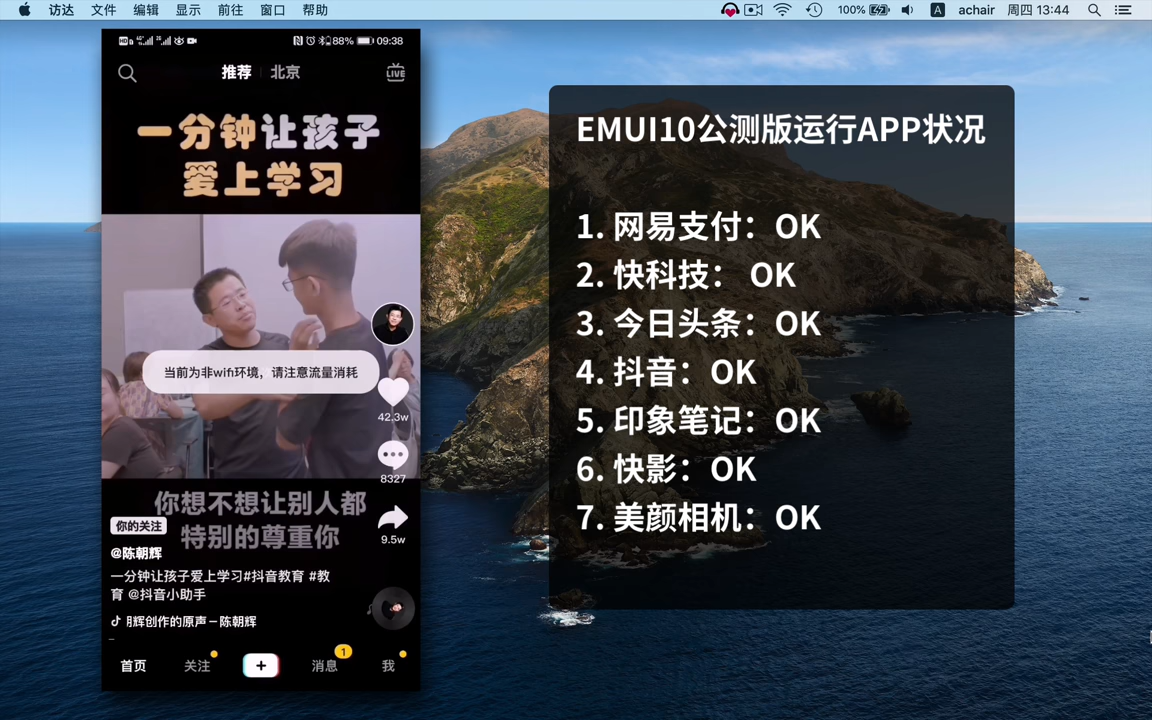 访达 文件 编辑 显示 前往 窗口 帮助 100% A achair 周四 13:44
HD 88% 09:38
推荐 北京 LIVE
一分钟让孩子
爱上学习
当前为非wifi环境，请注意流量消耗
42.3w
8327
你想不想让别人都
特别的尊重你
9.5w
你的关注
@陈朝辉
一分钟让孩子爱上学习#抖音教育 #教
育 @抖音小助手
辉创作的原声－陈朝辉
首页 关注 + 消息 1 我
EMUI10公测版运行APP状况
1. 网易支付：OK
2. 快科技： OK
3. 今日头条：OK
4. 抖音：OK
5. 印象笔记：OK
6. 快影：OK
7. 美颜相机：OK